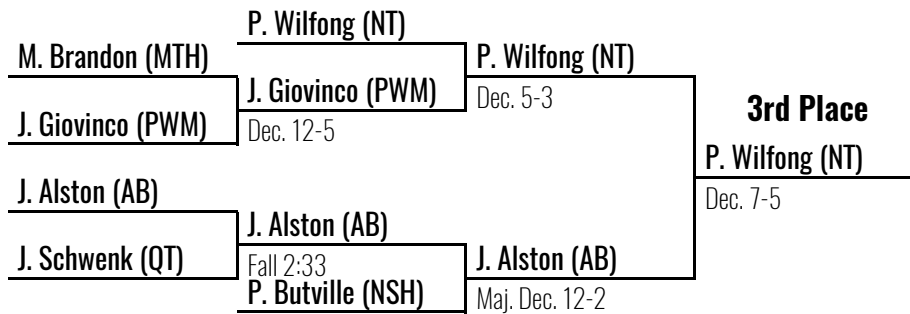 P. Wilfong (NT)
M. Brandon (MTH)
P. Wilfong (NT)
J. Giovinco (PWM)
Dec. 5-3
3rd Place
J. Giovinco (PWM)
Dec. 12-5
P. Wilfong (NT)
J. Alston (AB)
Dec. 7-5
J. Alston (AB)
J. Schwenk (QT)
Fall 2:33
J. Alston (AB)
P. Butville (NSH)
Maj. Dec. 12-2